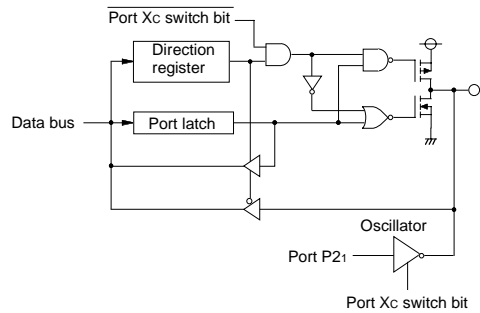 Port XC switch bit
Direction
register
Data bus
Port latch
Oscillator
Port P21
Port XC switch bit